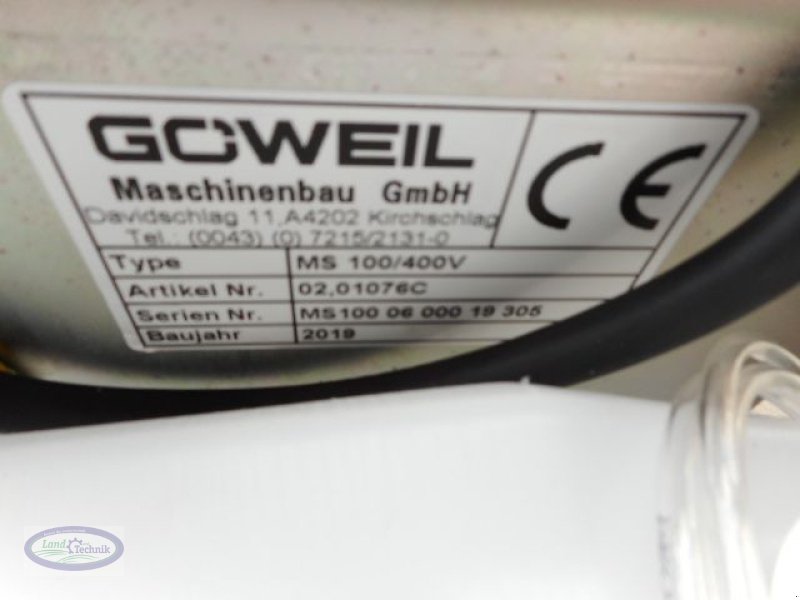 GÖWEIL
Maschinenbau GmbH
Davidschlag 11,A4202 Kirchschlag
Tel.: (0043) (0) 7215/2131-0
CE
Type MS 100/400V
Artikel Nr. 02,01076C
Serien Nr. MS100 06 000 19 305
Baujahr 2019
Land Technik